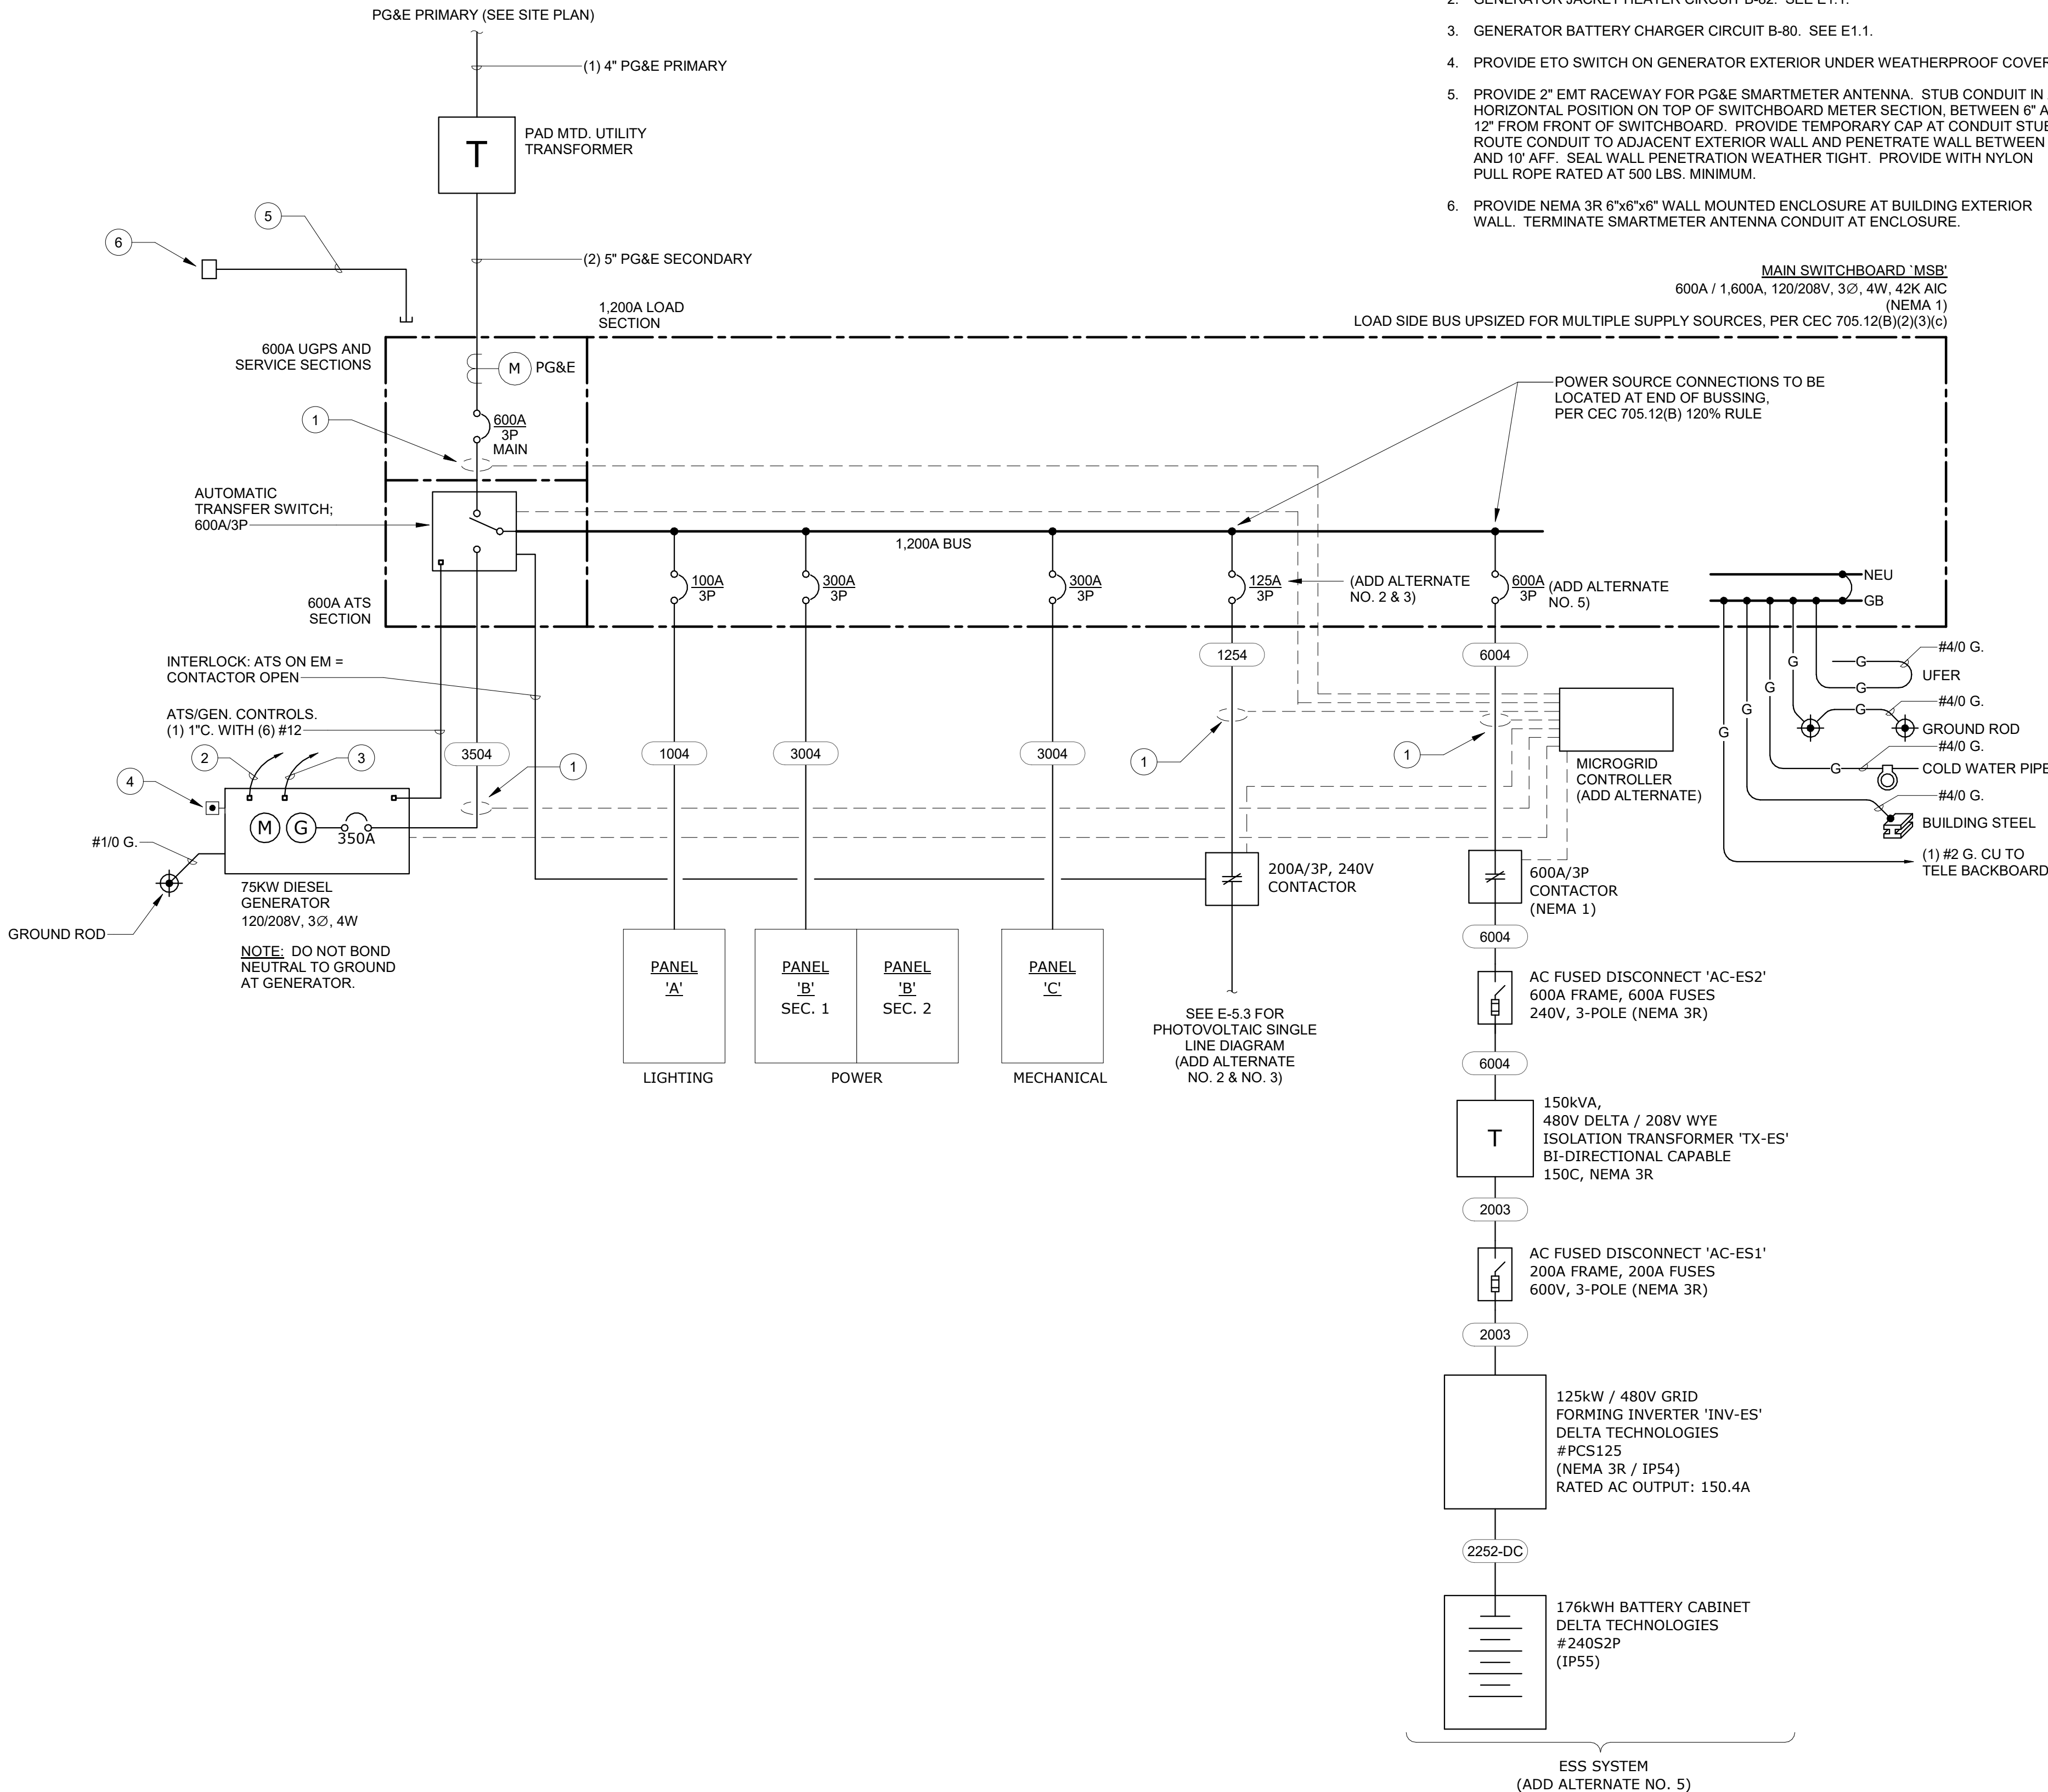 PG&E PRIMARY (SEE SITE PLAN)
(1) 4" PG&E PRIMARY
T
PAD MTD. UTILITY
TRANSFORMER
(2) 5" PG&E SECONDARY
5
6
2. GENERATOR JACKET HEATER CIRCUIT B-82. SEE E1.1.
3. GENERATOR BATTERY CHARGER CIRCUIT B-80. SEE E1.1.
4. PROVIDE ETO SWITCH ON GENERATOR EXTERIOR UNDER WEATHERPROOF COVER
5. PROVIDE 2" EMT RACEWAY FOR PG&E SMARTMETER ANTENNA. STUB CONDUIT IN
HORIZONTAL POSITION ON TOP OF SWITCHBOARD METER SECTION, BETWEEN 6"
12" FROM FRONT OF SWITCHBOARD. PROVIDE TEMPORARY CAP AT CONDUIT STUB
ROUTE CONDUIT TO ADJACENT EXTERIOR WALL AND PENETRATE WALL BETWEEN
AND 10' AFF. SEAL WALL PENETRATION WEATHER TIGHT. PROVIDE WITH NYLON
PULL ROPE RATED AT 500 LBS. MINIMUM.
6. PROVIDE NEMA 3R 6"x6"x6" WALL MOUNTED ENCLOSURE AT BUILDING EXTERIOR
WALL. TERMINATE SMARTMETER ANTENNA CONDUIT AT ENCLOSURE.
MAIN SWITCHBOARD `MSB'
600A / 1,600A, 120/208V, 3Ø, 4W, 42K AIC
(NEMA 1)
LOAD SIDE BUS UPSIZED FOR MULTIPLE SUPPLY SOURCES, PER CEC 705.12(B)(2)(3)(c)
1,200A LOAD
SECTION
600A UGPS AND
SERVICE SECTIONS
M
PG&E
600A
3P
MAIN
1
POWER SOURCE CONNECTIONS TO BE
LOCATED AT END OF BUSSING,
PER CEC 705.12(B) 120% RULE
AUTOMATIC
TRANSFER SWITCH;
600A/3P
1,200A BUS
600A ATS
SECTION
100A
3P
300A
3P
300A
3P
125A
3P
(ADD ALTERNATE
NO. 2 & 3)
600A
3P
(ADD ALTERNATE
NO. 5)
NEU
GB
INTERLOCK: ATS ON EM =
CONTACTOR OPEN
ATS/GEN. CONTROLS.
(1) 1"C. WITH (6) #12
3504
1004
3004
3004
1254
6004
1
1
1
MICROGRID
CONTROLLER
(ADD ALTERNATE)
G
G
G
G
G
G
G
G
G
#4/0 G.
UFER
#4/0 G.
GROUND ROD
#4/0 G.
COLD WATER PIPE
#4/0 G.
BUILDING STEEL
(1) #2 G. CU TO
TELE BACKBOARD
2
3
4
M
G
350A
#1/0 G.
75KW DIESEL
GENERATOR
120/208V, 3Ø, 4W
GROUND ROD
NOTE: DO NOT BOND
NEUTRAL TO GROUND
AT GENERATOR.
PANEL
'A'
LIGHTING
PANEL
'B'
SEC. 1
PANEL
'B'
SEC. 2
POWER
PANEL
'C'
MECHANICAL
200A/3P, 240V
CONTACTOR
SEE E-5.3 FOR
PHOTOVOLTAIC SINGLE
LINE DIAGRAM
(ADD ALTERNATE
NO. 2 & NO. 3)
600A/3P
CONTACTOR
(NEMA 1)
6004
AC FUSED DISCONNECT 'AC-ES2'
600A FRAME, 600A FUSES
240V, 3-POLE (NEMA 3R)
6004
T
150kVA,
480V DELTA / 208V WYE
ISOLATION TRANSFORMER 'TX-ES'
BI-DIRECTIONAL CAPABLE
150C, NEMA 3R
2003
AC FUSED DISCONNECT 'AC-ES1'
200A FRAME, 200A FUSES
600V, 3-POLE (NEMA 3R)
2003
125kW / 480V GRID
FORMING INVERTER 'INV-ES'
DELTA TECHNOLOGIES
#PCS125
(NEMA 3R / IP54)
RATED AC OUTPUT: 150.4A
2252-DC
176kWH BATTERY CABINET
DELTA TECHNOLOGIES
#240S2P
(IP55)
ESS SYSTEM
(ADD ALTERNATE NO. 5)